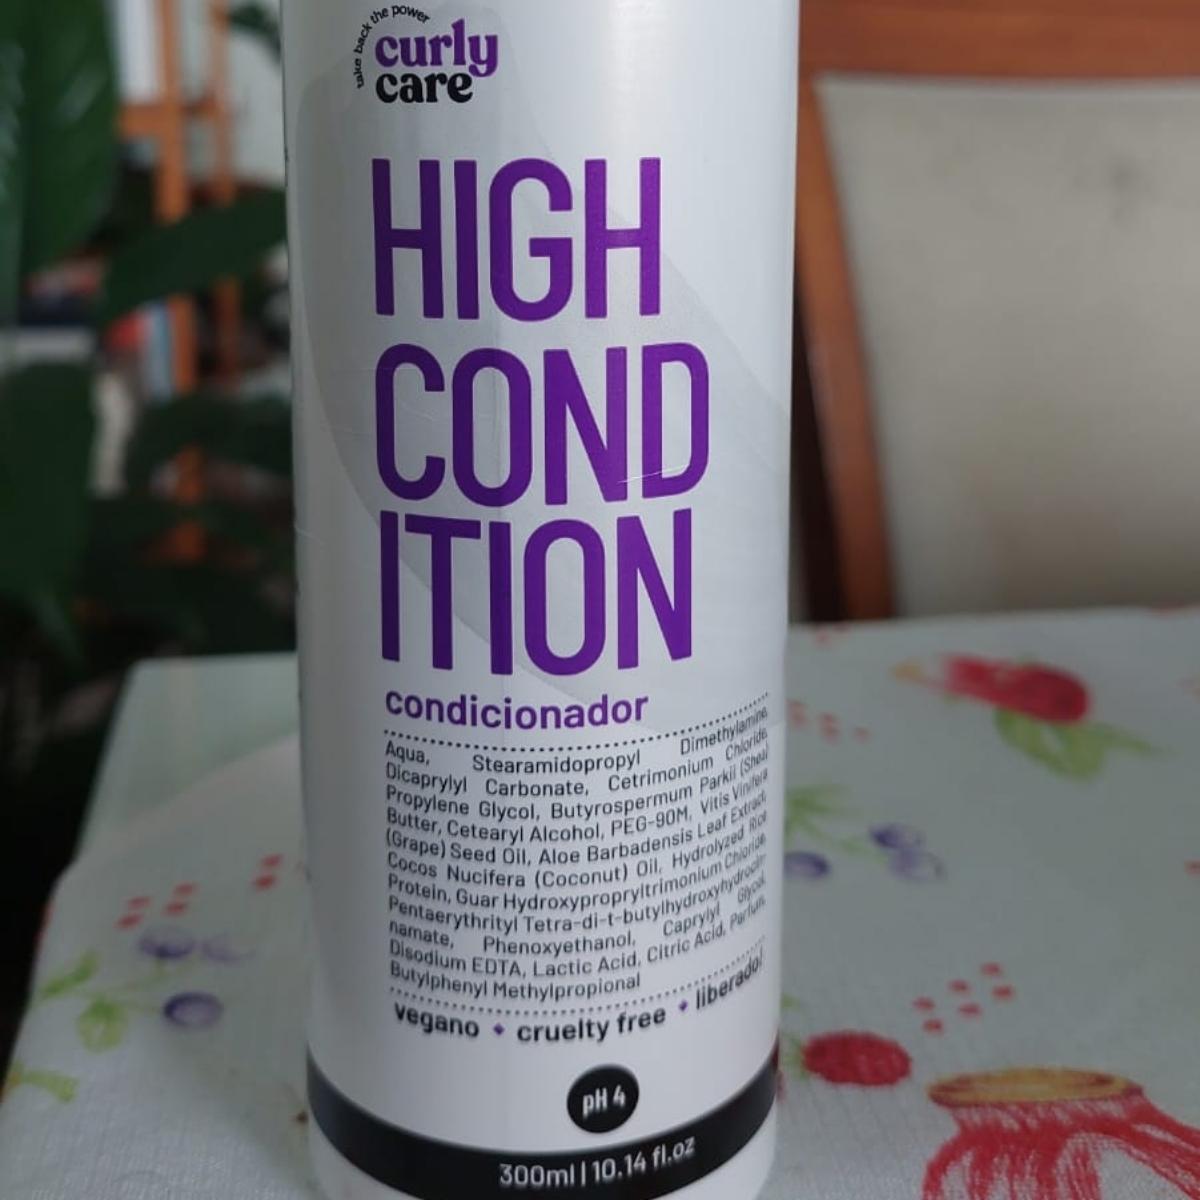 take back the power
curly
care
HIGH
COND
ITION
condicionador
Aqua, Stearamidopropyl Dimethylamine,
Dicaprylyl Carbonate, Cetrimonium Chloride,
Propylene Glycol, Butyrospermum Parkii (Shea)
Butter, Cetearyl Alcohol, PEG-90M, Vitis Vinifera
(Grape) Seed Oil, Aloe Barbadensis Leaf Extract,
Cocos Nucifera (Coconut) Oil, Hydrolyzed Rice
Protein, Guar Hydroxypropryltrimonium Chloride,
Pentaerythrityl Tetra-di-t-butylhydroxyhydrocin-
namate, Phenoxyethanol, Caprylyl Glycol,
Disodium EDTA, Lactic Acid, Citric Acid, Parfum,
Butylphenyl Methylpropional
vegano • cruelty free • liberado!
pH 4
300ml | 10.14 fl.oz